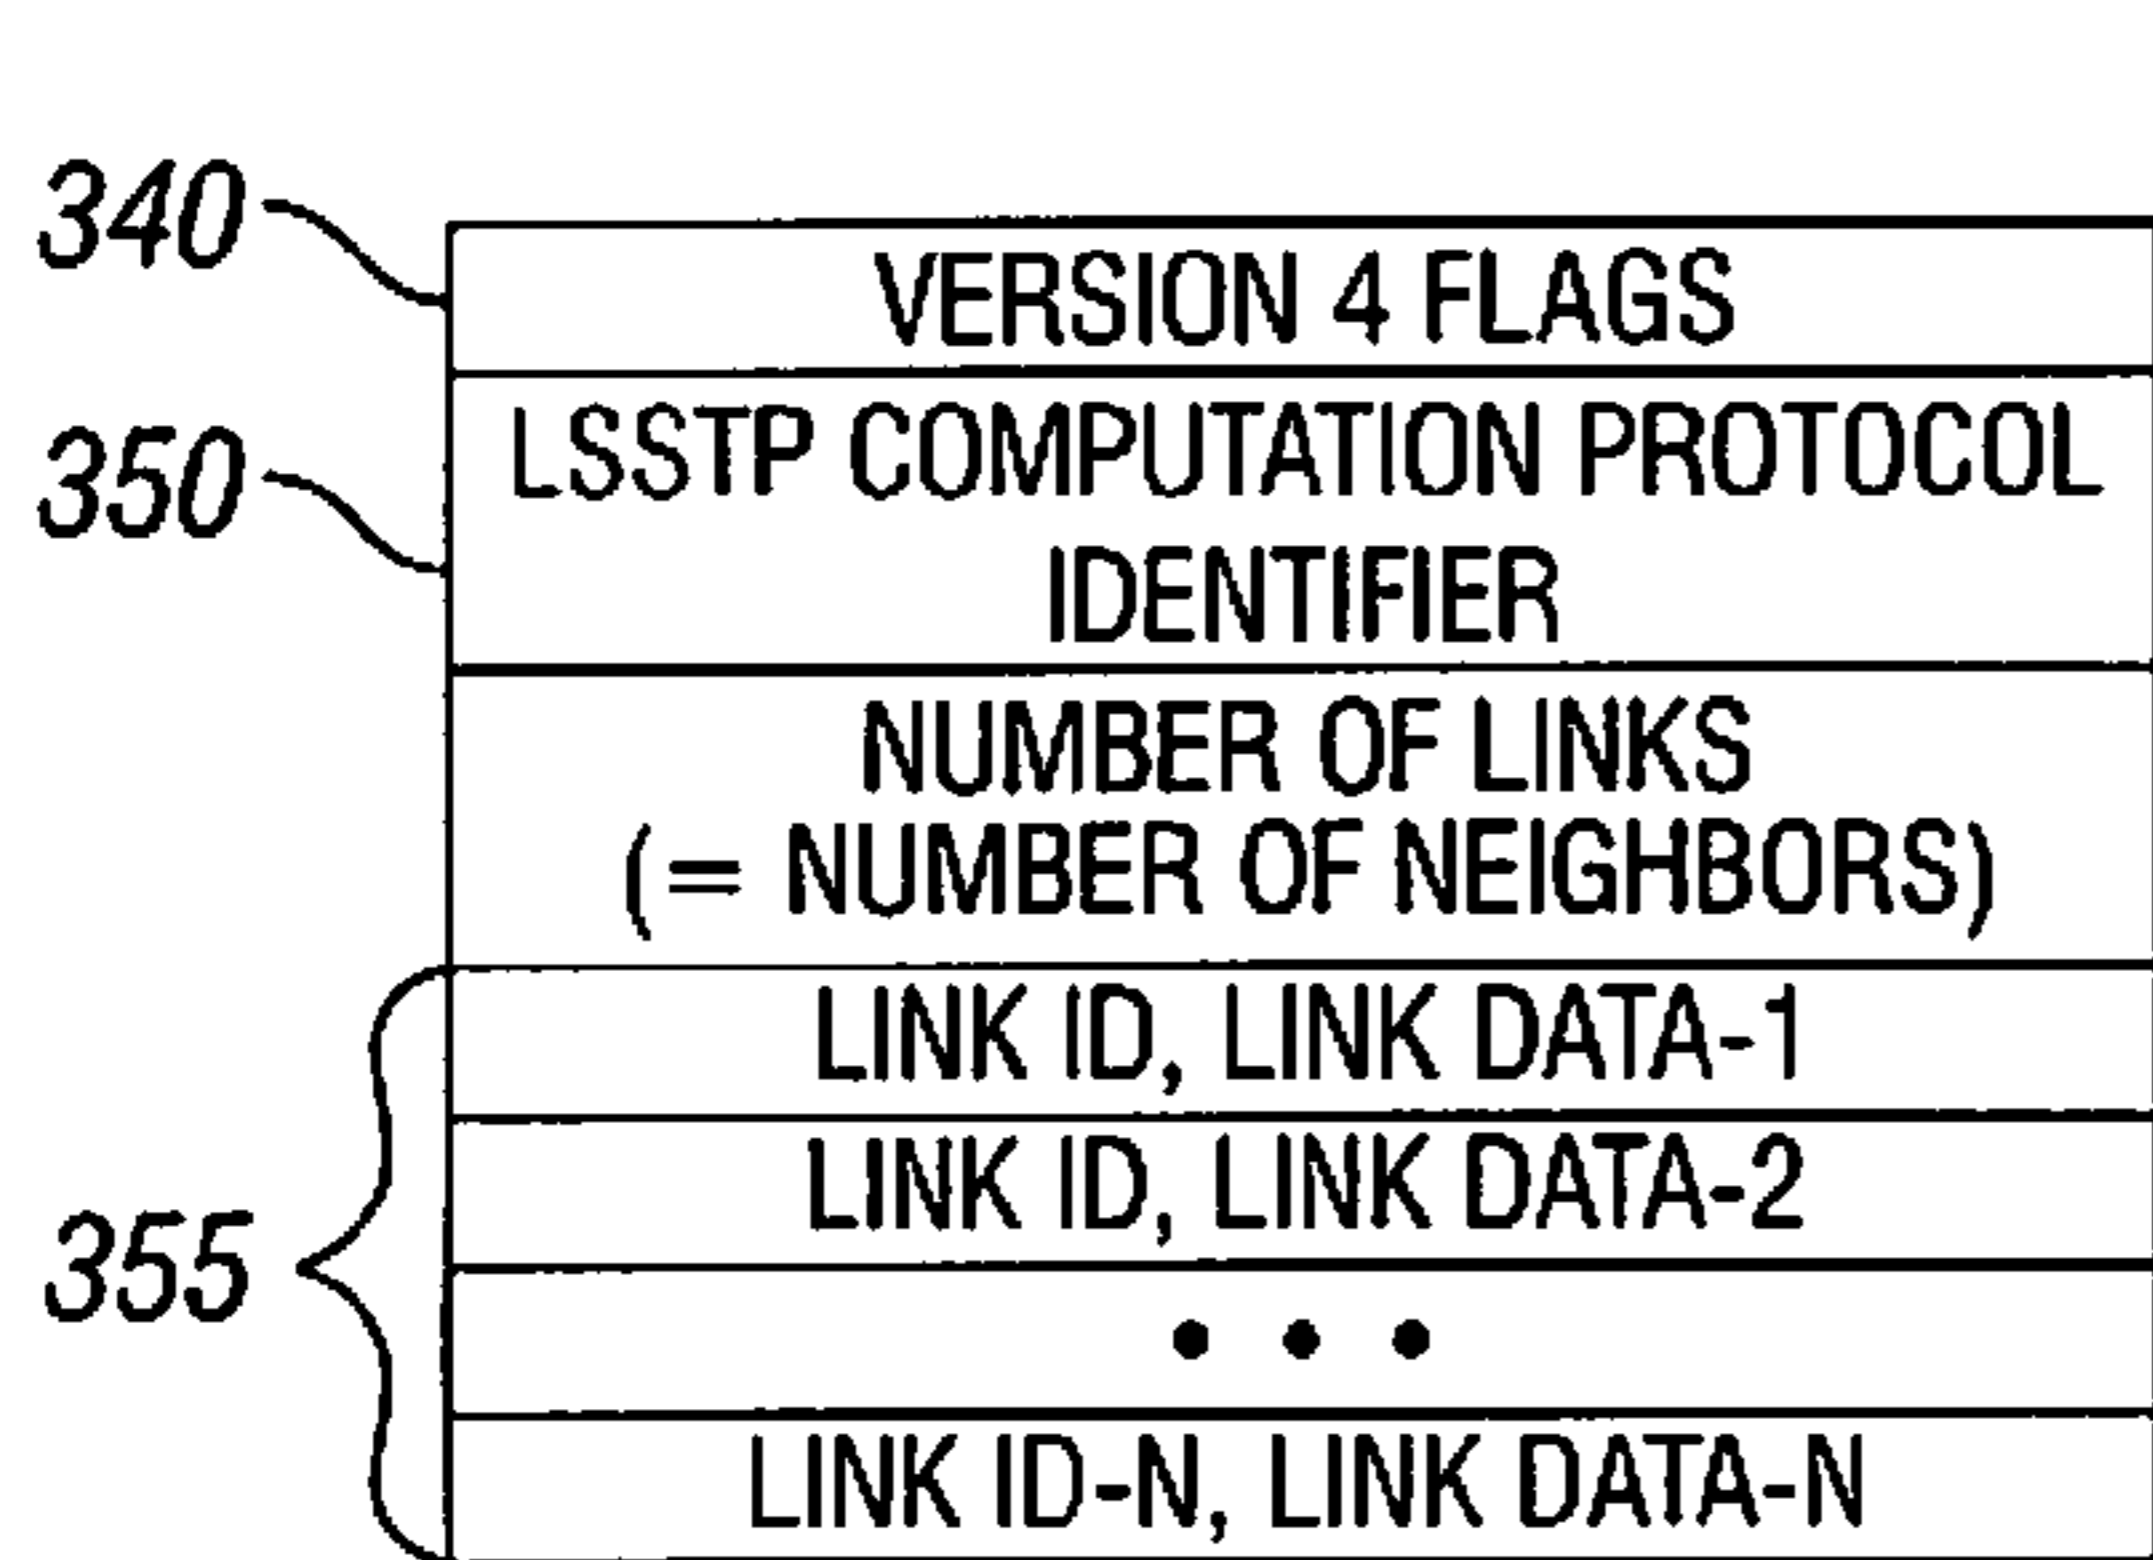 340
VERSION 4 FLAGS
350
LSSTP COMPUTATION PROTOCOL
IDENTIFIER
NUMBER OF LINKS
(= NUMBER OF NEIGHBORS)
LINK ID, LINK DATA-1
LINK ID, LINK DATA-2
355
• • •
LINK ID-N, LINK DATA-N